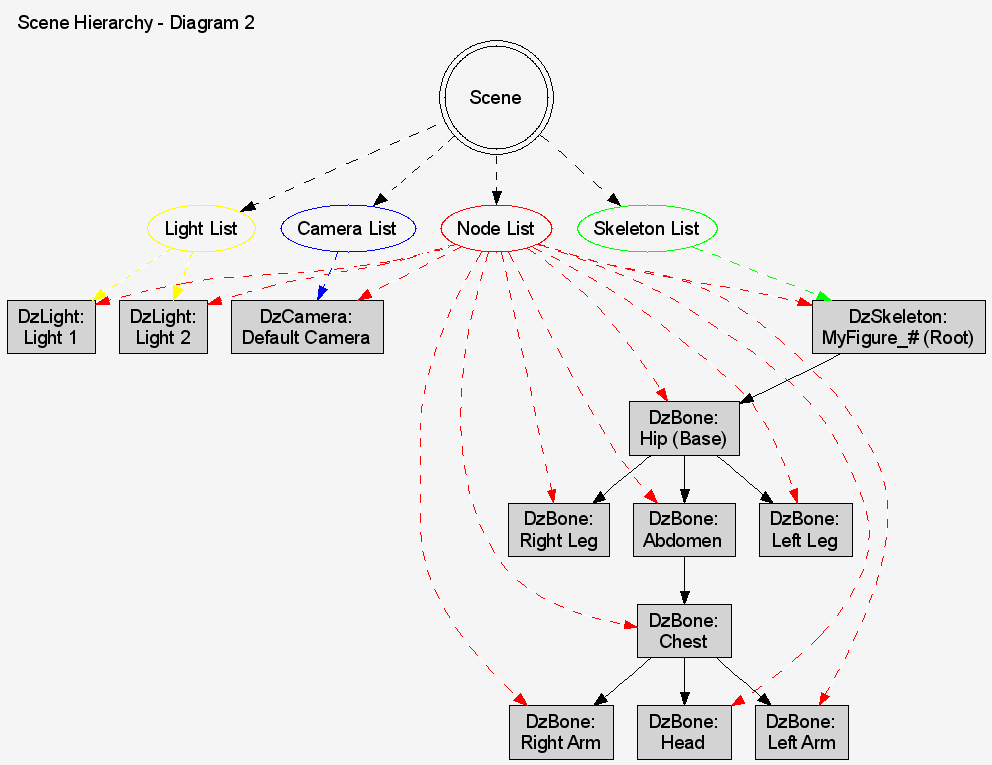 Scene Hierarchy - Diagram 2
Scene
Light List
Camera List
Node List
Skeleton List
DzLight:
Light 1
DzLight:
Light 2
DzCamera:
Default Camera
DzSkeleton:
MyFigure_# (Root)
DzBone:
Hip (Base)
DzBone:
Right Leg
DzBone:
Abdomen
DzBone:
Left Leg
DzBone:
Chest
DzBone:
Right Arm
DzBone:
Head
DzBone:
Left Arm